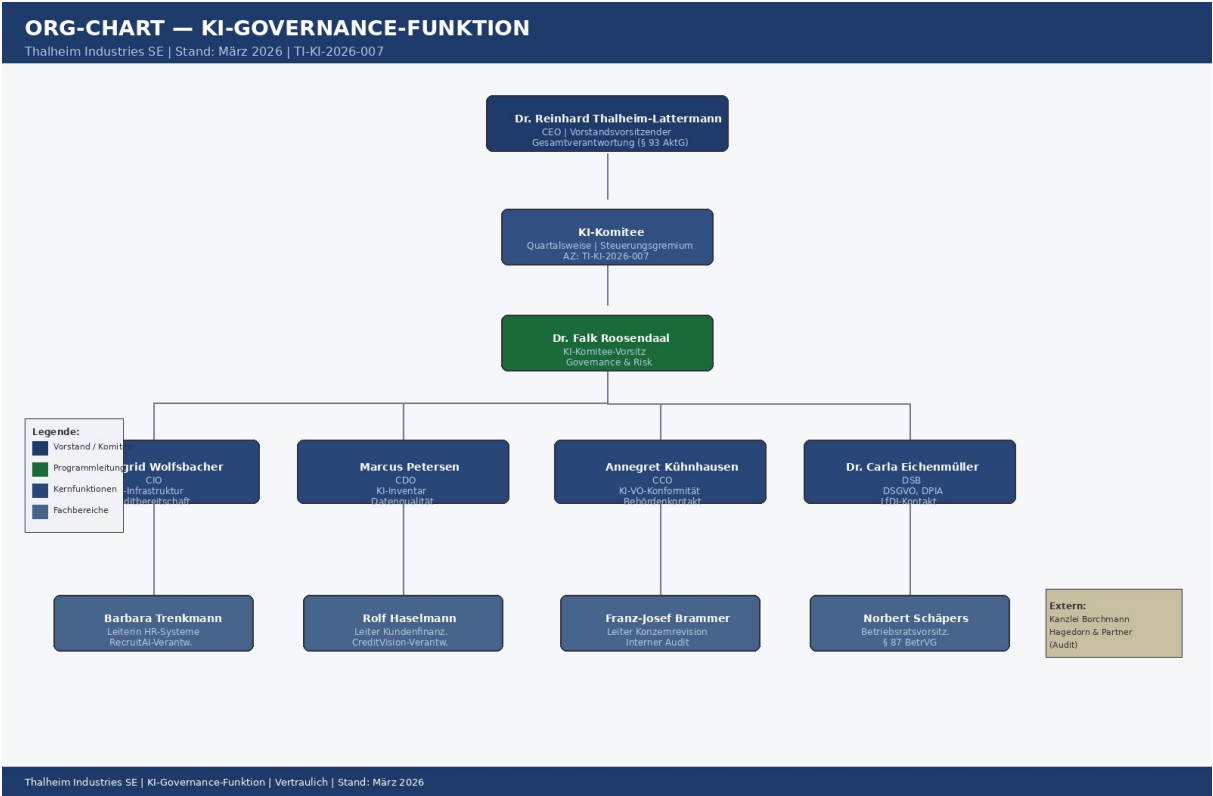 ORG-CHART — KI-GOVERNANCE-FUNKTION
Thalheim Industries SE | Stand: März 2026 | TI-KI-2026-007
Dr. Reinhard Thalheim-Lattermann
CEO | Vorstandsvorsitzender
Gesamtverantwortung (§ 93 AktG)
KI-Komitee
Quartalsweise | Steuerungsgremium
AZ: TI-KI-2026-007
Dr. Falk Roosendaal
KI-Komitee-Vorsitz
Governance & Risk
Legende:
Vorstand / Komitee
Programmleitung
Kernfunktionen
Fachbereiche
Wolfsbacher
CIO
-Infrastruktur
Marcus Petersen
CDO
KI-Inventar
Datenqualität
Annegret Kühnhausen
CCO
KI-VO-Konformität
Behördenkontakt
Dr. Carla Eichenmüller
DSB
DSGVO, DPIA
LfDI-Kontakt
Barbara Trenkmann
Leiterin HR-Systeme
RecruitAI-Verantw.
Rolf Haselmann
Leiter Kundenfinanz.
CreditVision-Verantw.
Franz-Josef Brammer
Leiter Konzernrevision
Interner Audit
Norbert Schäpers
Betriebsratsvorsitz.
§ 87 BetrVG
Extern:
Kanzlei Borchmann
Hagedorn & Partner
(Audit)
Thalheim Industries SE | KI-Governance-Funktion | Vertraulich | Stand: März 2026